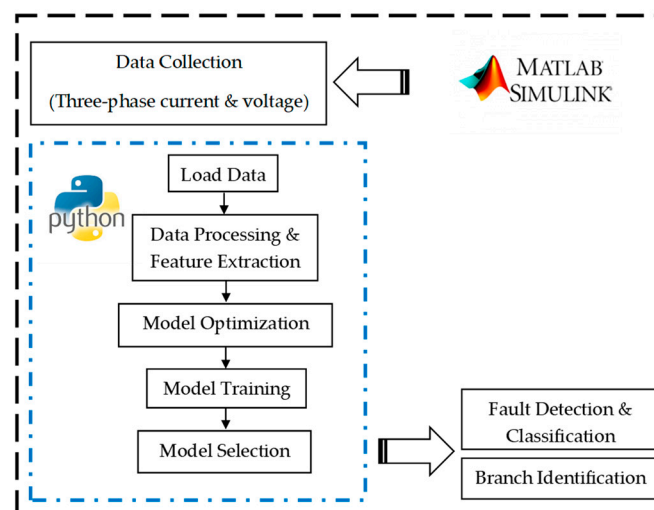 Data Collection
(Three-phase current & voltage)
MATLAB®
SIMULINK®
Load Data
python
Data Processing &
Feature Extraction
Model Optimization
Model Training
Model Selection
Fault Detection &
Classification
Branch Identification